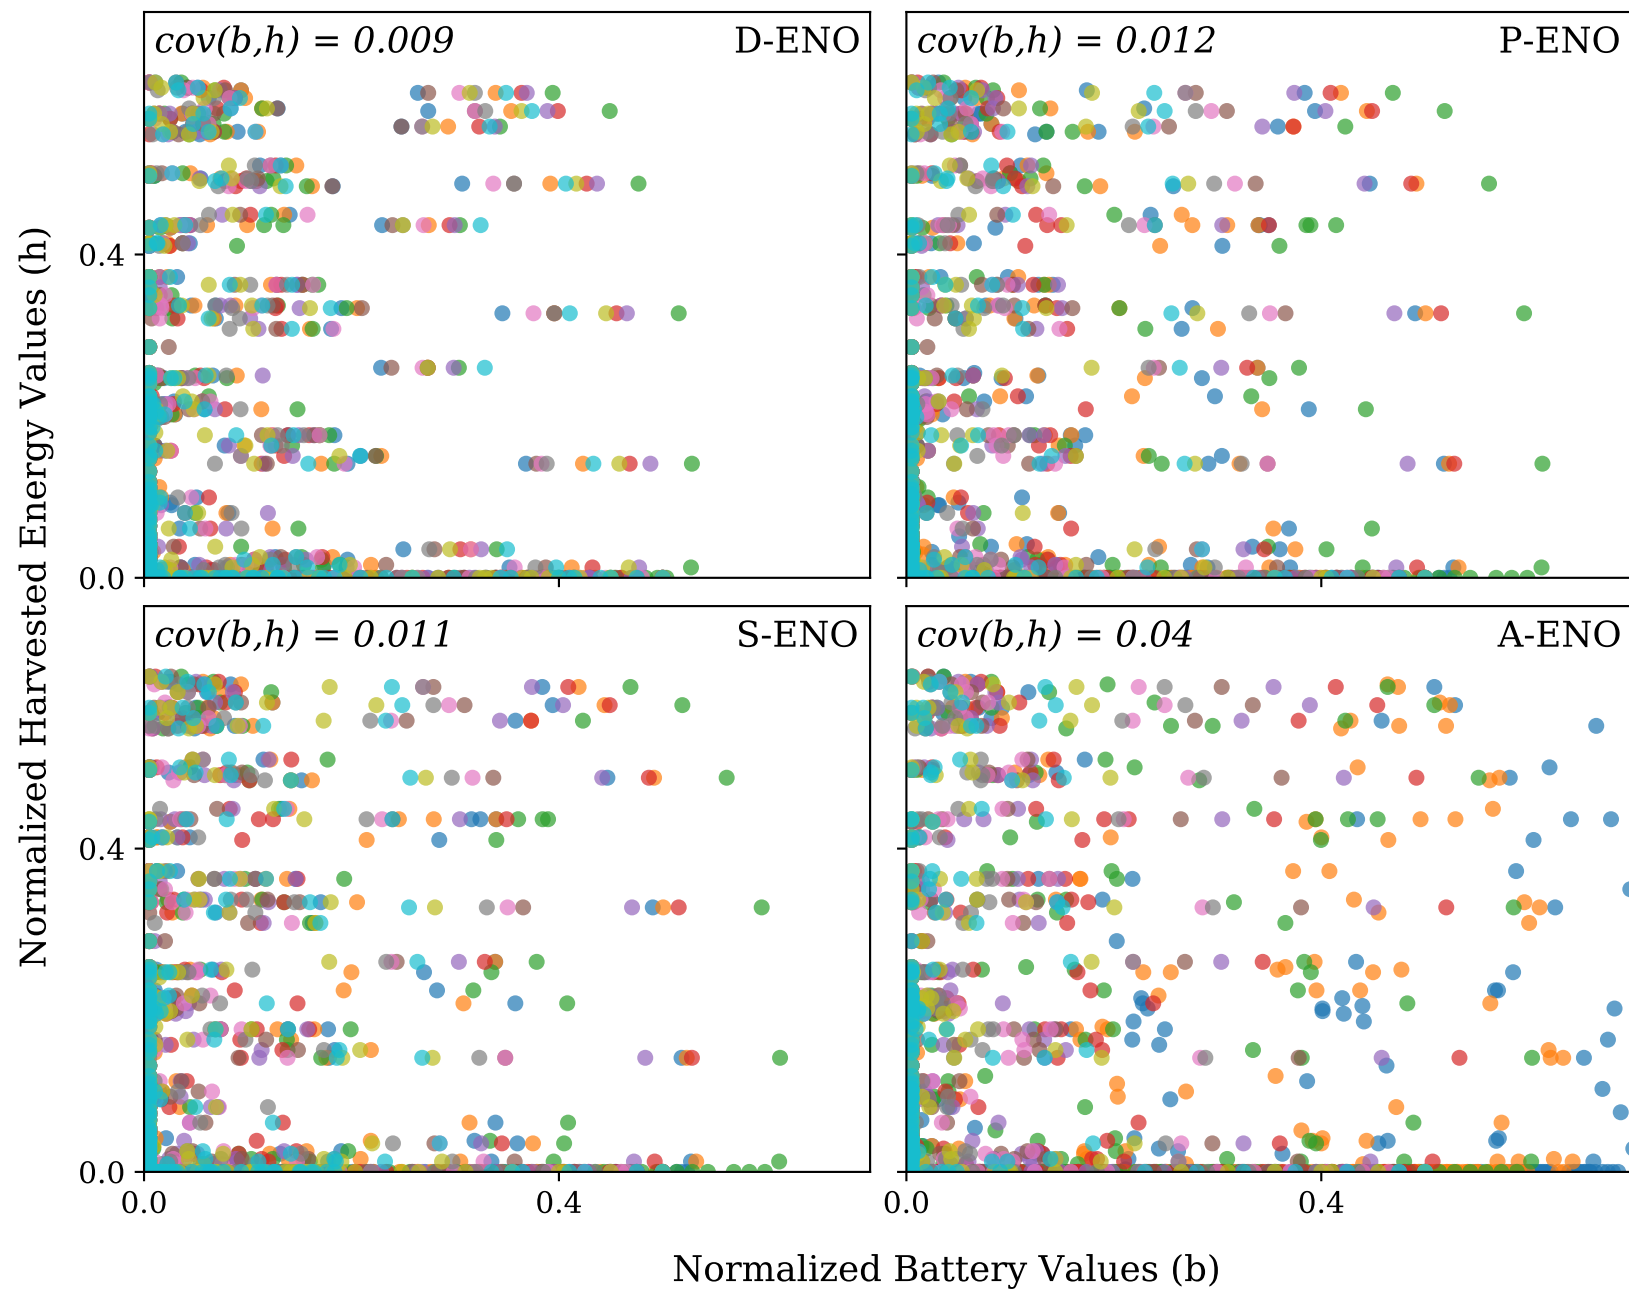 cov(b,h) = 0.009 D-ENO
cov(b,h) = 0.012 P-ENO
0.4
0.0
cov(b,h) = 0.011 S-ENO
cov(b,h) = 0.04 A-ENO
0.4
0.0
0.0 0.4 0.0 0.4
Normalized Harvested Energy Values (h)
Normalized Battery Values (b)